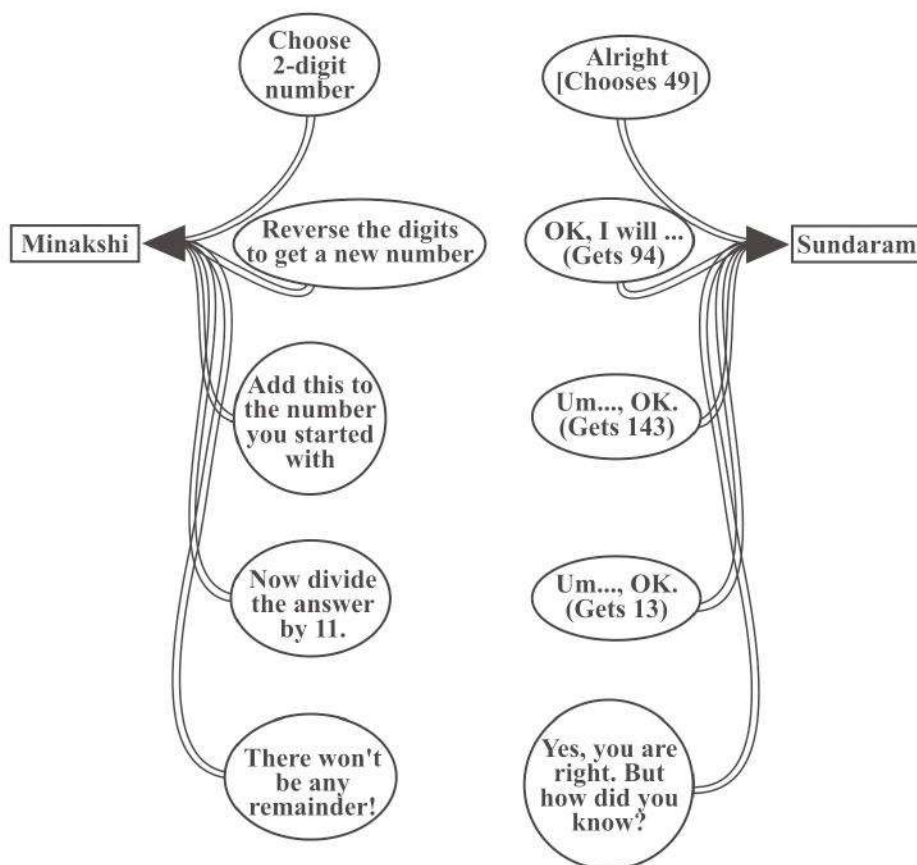 Choose
2-digit
number
Alright
[Chooses 49]
Minakshi
Reverse the digits
to get a new number
OK, I will ...
(Gets 94)
Sundaram
Add this to
the number
you started
with
Um..., OK.
(Gets 143)
Now divide
the answer
by 11.
Um..., OK.
(Gets 13)
There won't
be any
remainder!
Yes, you are
right. But
how did you
know?